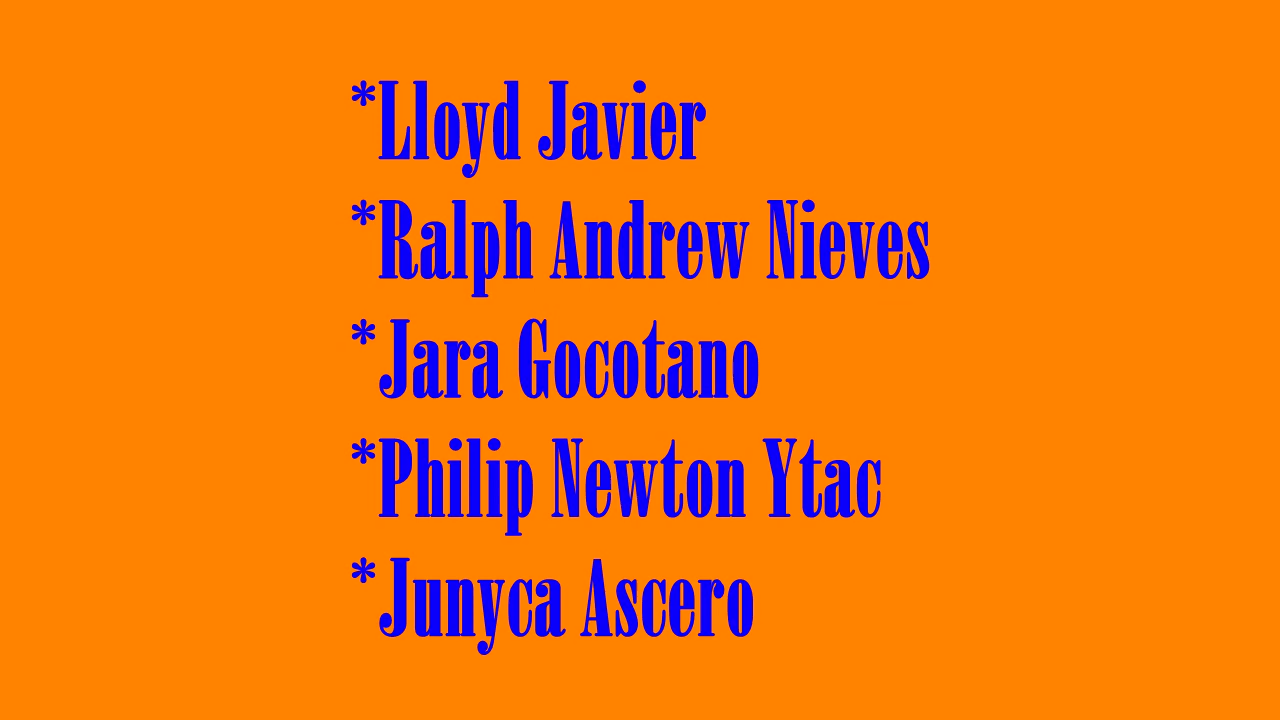 *Lloyd Javier
*Ralph Andrew Nieves
*Jara Gocotano
*Philip Newton Ytac
*Junyca Ascero